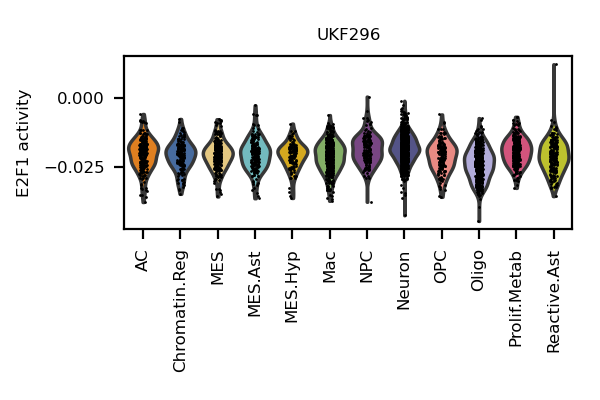 UKF296
E2F1 activity
0.000
−0.025
AC
Chromatin.Reg
MES
MES.Ast
MES.Hyp
Mac
NPC
Neuron
OPC
Oligo
Prolif.Metab
Reactive.Ast